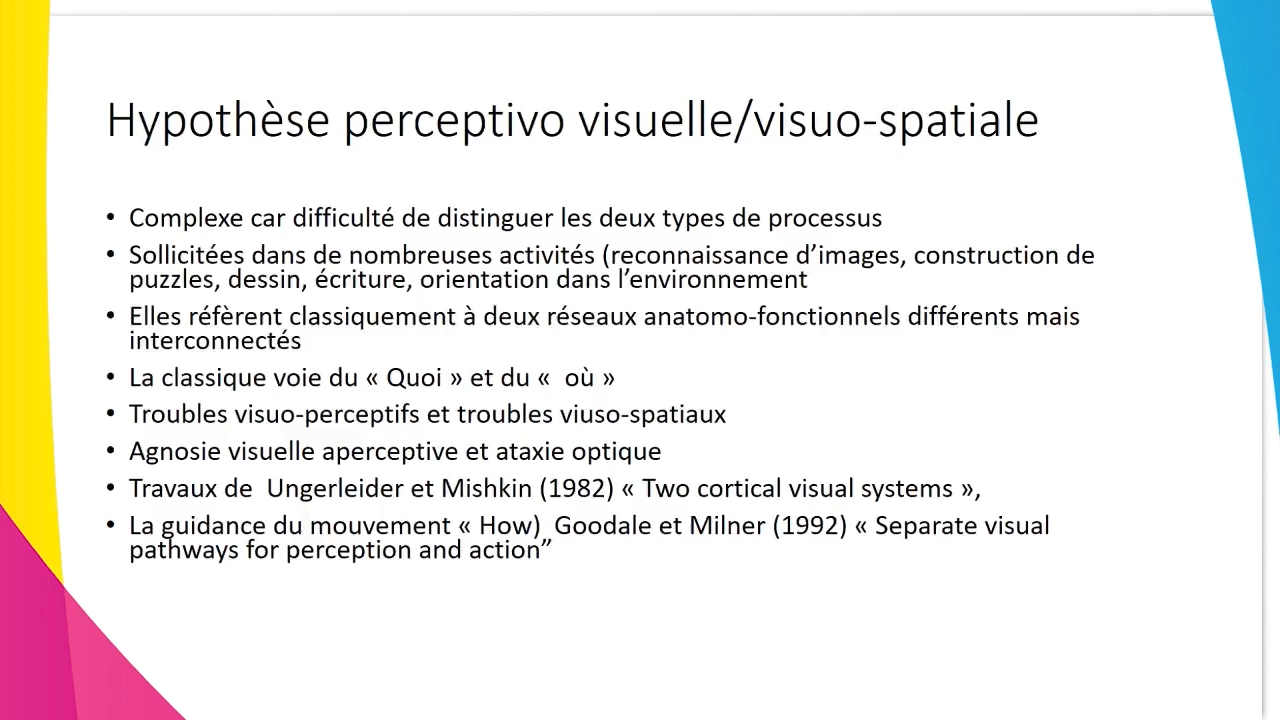 Hypothèse perceptivo visuelle/visuo-spatiale
• Complexe car difficulté de distinguer les deux types de processus
• Sollicitées dans de nombreuses activités (reconnaissance d’images, construction de
puzzles, dessin, écriture, orientation dans l’environnement
• Elles réfèrent classiquement à deux réseaux anatomo-fonctionnels différents mais
interconnectés
• La classique voie du « Quoi » et du «  où »
• Troubles visuo-perceptifs et troubles viuso-spatiaux
• Agnosie visuelle aperceptive et ataxie optique
• Travaux de  Ungerleider et Mishkin (1982) « Two cortical visual systems »,
• La guidance du mouvement « How)  Goodale et Milner (1992) « Separate visual
pathways for perception and action”